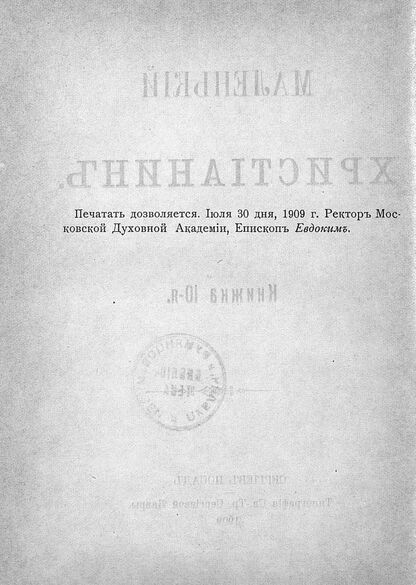 МАЛЕНЬКІЙ
ХРИСТІАНИНЪ.
Печатать дозволяется. Іюля 30 дня, 1909 г. Ректоръ Мос-
ковской Духовной Академіи, Епископъ Евдокимъ.
Книжка 10-я.
СЕРГІЕВЪ ПОСАДЪ
Типографія Св.-Тр. Сергіевой Лавры
1909